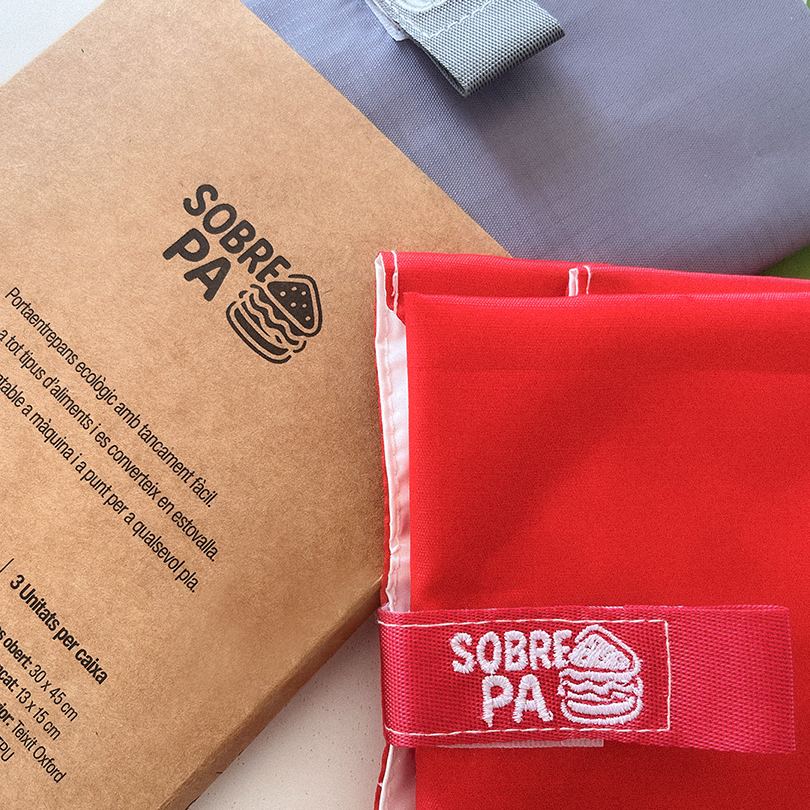 SOBRE
PA
Portaentrepans ecològic amb tancament fàcil.
a tot tipus d'aliments i es converteix en estovalla.
a màquina i a punt per a qualsevol pla.
3 Unitats per caixa
obert: 30 x 45 cm
13 x 15 cm
Teixit Oxford
SOBRE
PA